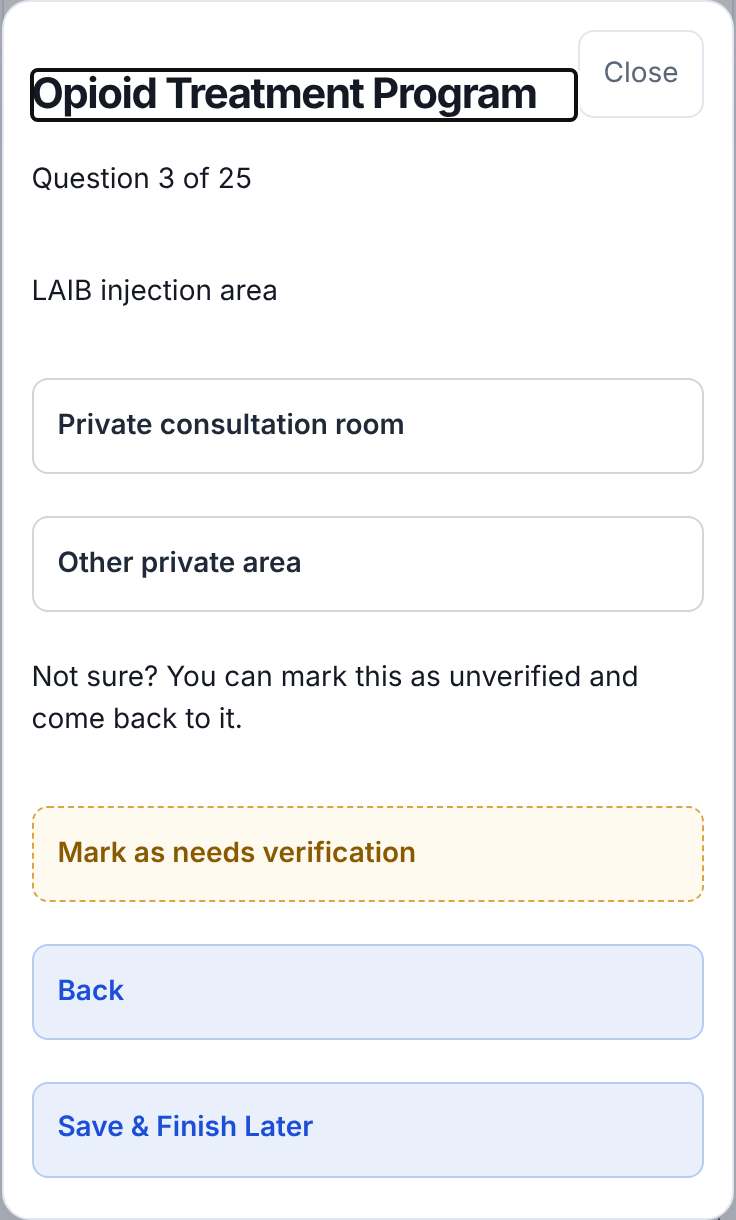 Opioid Treatment Program
Close
Question 3 of 25
LAIB injection area
Private consultation room
Other private area
Not sure? You can mark this as unverified and
come back to it.
Mark as needs verification
Back
Save & Finish Later